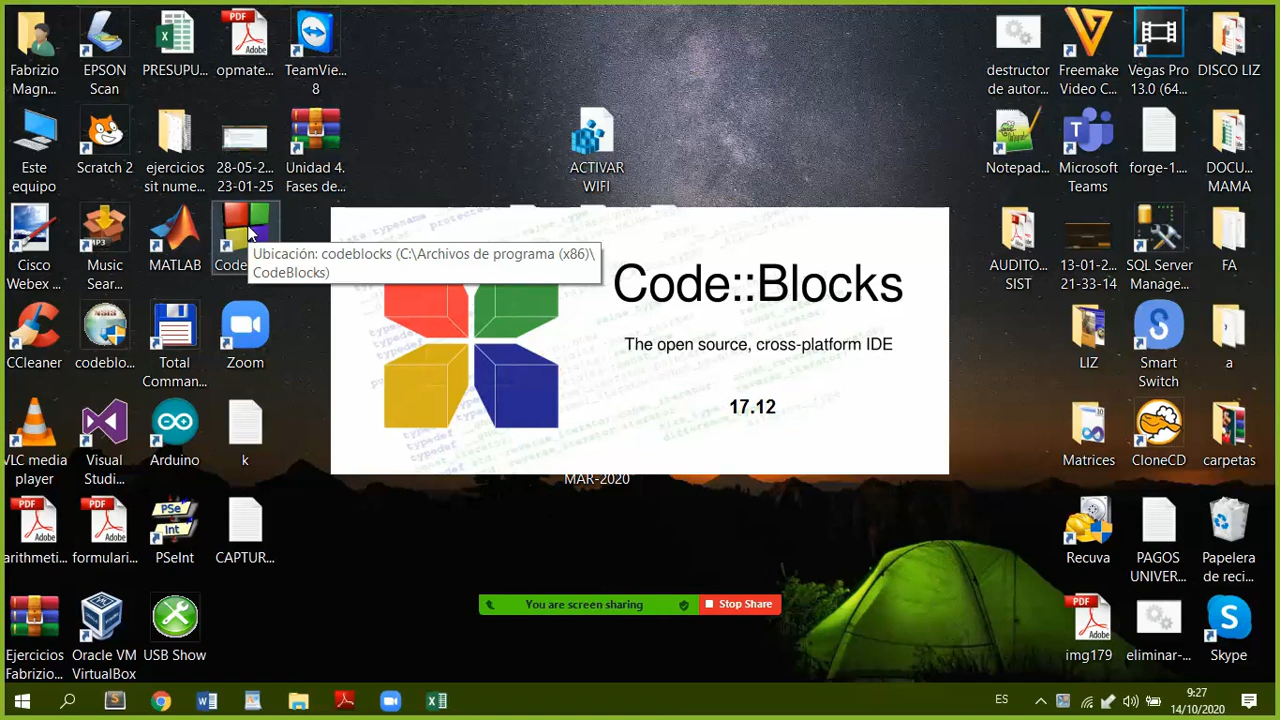 Fabrizio
Magn...
EPSON
Scan
PRESUPU...
opmate...
TeamVie...
8
destructor
de autor...
Freemake
Video C...
Vegas Pro
13.0 (64...
DISCO LIZ
Este
equipo
Scratch 2
ejercicios
sit nume...
28-05-2...
23-01-25
Unidad 4.
Fases de...
ACTIVAR
WIFI
Notepad...
Microsoft
Teams
forge-1....
DOCU...
MAMA
Cisco
Webex ...
Music
Sear...
MATLAB
Code
Ubicación: codeblocks (C:\Archivos de programa (x86)\
CodeBlocks)
Code::Blocks
The open source, cross-platform IDE
17.12
AUDITO...
SIST
13-01-2...
21-33-14
SQL Server
Manage...
FA
CCleaner
codeblo...
Total
Comman...
Zoom
LIZ
Smart
Switch
a
VLC media
player
Visual
Studi...
Arduino
k
MAR-2020
Matrices
CloneCD
carpetas
arithmeti...
formulari...
PSeInt
CAPTUR...
Recuva
PAGOS
UNIVER...
Papelera
de reci...
You are screen sharing
Stop Share
Ejercicios
Fabrizio...
Oracle VM
VirtualBox
USB Show
img179
eliminar-...
Skype
ES
9:27
14/10/2020